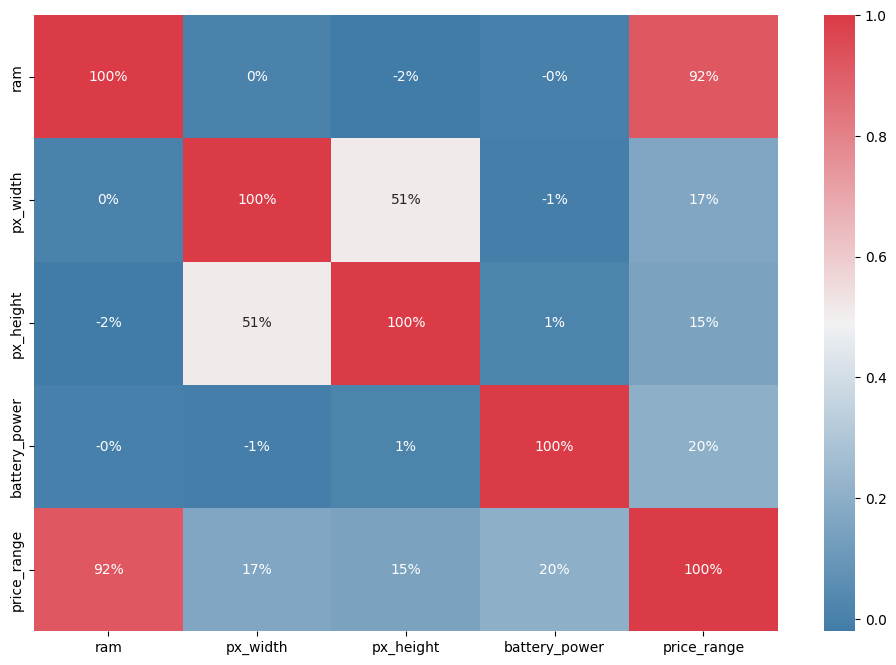 ram 100% 0% -2% -0% 92%
px_width 0% 100% 51% -1% 17%
px_height -2% 51% 100% 1% 15%
battery_power -0% -1% 1% 100% 20%
price_range 92% 17% 15% 20% 100%
ram px_width px_height battery_power price_range
1.0
0.8
0.6
0.4
0.2
0.0